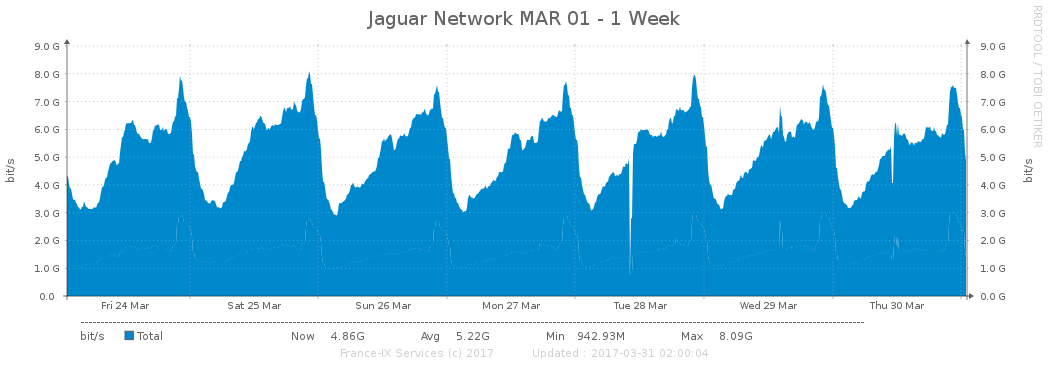 Jaguar Network MAR 01 - 1 Week
RRDTOOL / TOBI OETIKER
bit/s
9.0 G 9.0 G
8.0 G 8.0 G
7.0 G 7.0 G
6.0 G 6.0 G
5.0 G 5.0 G
4.0 G 4.0 G
3.0 G 3.0 G
2.0 G 2.0 G
1.0 G 1.0 G
0.0 0.0 G
bit/s
Fri 24 Mar Sat 25 Mar Sun 26 Mar Mon 27 Mar Tue 28 Mar Wed 29 Mar Thu 30 Mar
bit/s Total Now 4.86G Avg 5.22G Min 942.93M Max 8.09G
France-IX Services (c) 2017 Updated : 2017-03-31 02:00:04